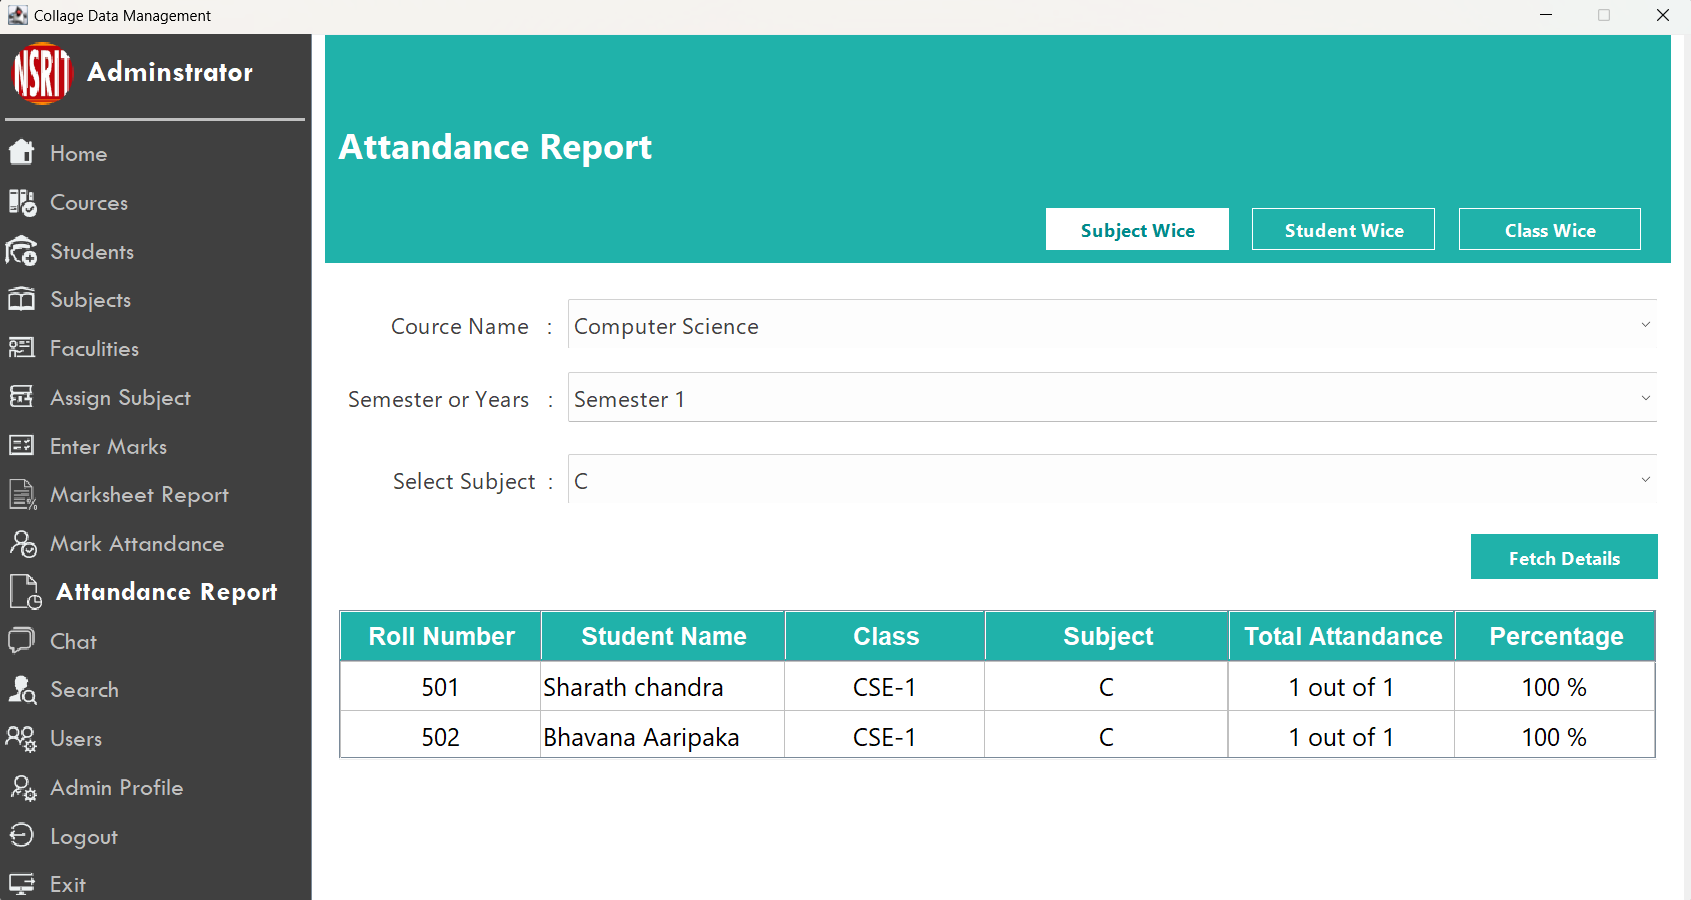 Collage Data Management
NSRIT
Adminstrator
Home
Cources
Students
Subjects
Faculities
Assign Subject
Enter Marks
Marksheet Report
Mark Attandance
Attandance Report
Chat
Search
Users
Admin Profile
Logout
Exit
Attandance Report
Subject Wice Student Wice Class Wice
Cource Name : Computer Science
Semester or Years : Semester 1
Select Subject : C
Fetch Details
Roll Number Student Name Class Subject Total Attandance Percentage
501 Sharath chandra CSE-1 C 1 out of 1 100 %
502 Bhavana Aaripaka CSE-1 C 1 out of 1 100 %